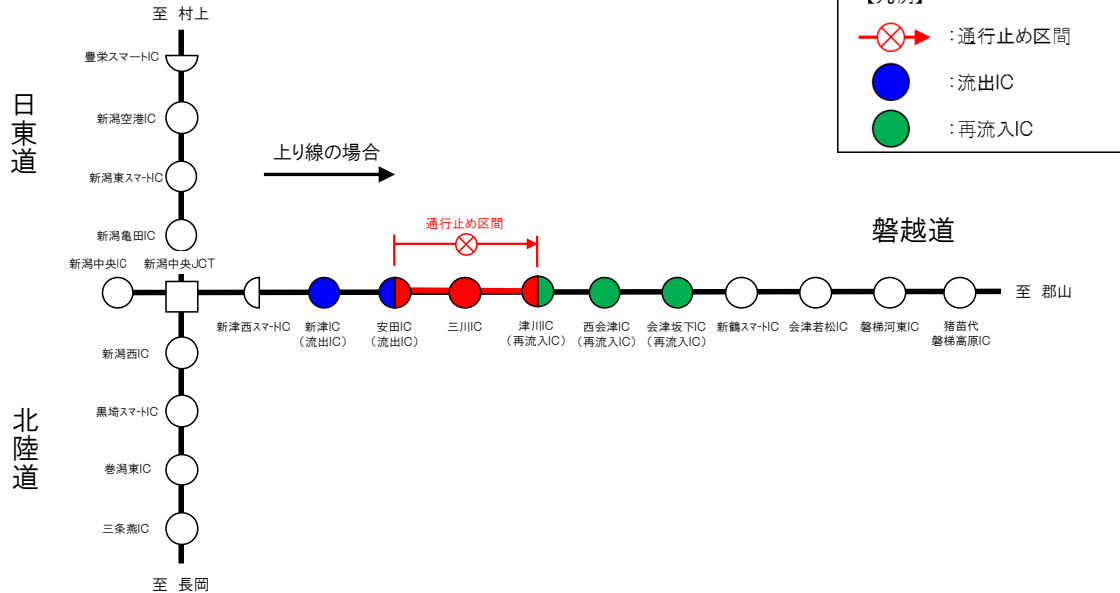 至 村上
【凡例】
:通行止め区間
:流出IC
:再流入IC
豊栄スマートIC
日東道
新潟空港IC
上り線の場合
新潟東スマートIC
通行止め区間
磐越道
新潟亀田IC
新潟中央IC
新潟中央JCT
至 郡山
新津西スマートIC
新津IC
(流出IC)
安田IC
(流出IC)
三川IC
津川IC
(再流入IC)
西会津IC
(再流入IC)
会津坂下IC
(再流入IC)
新鶴スマートIC
会津若松IC
磐梯河東IC
猪苗代
磐梯高原IC
新潟西IC
北陸道
黒埼スマートIC
巻潟東IC
三条燕IC
至 長岡